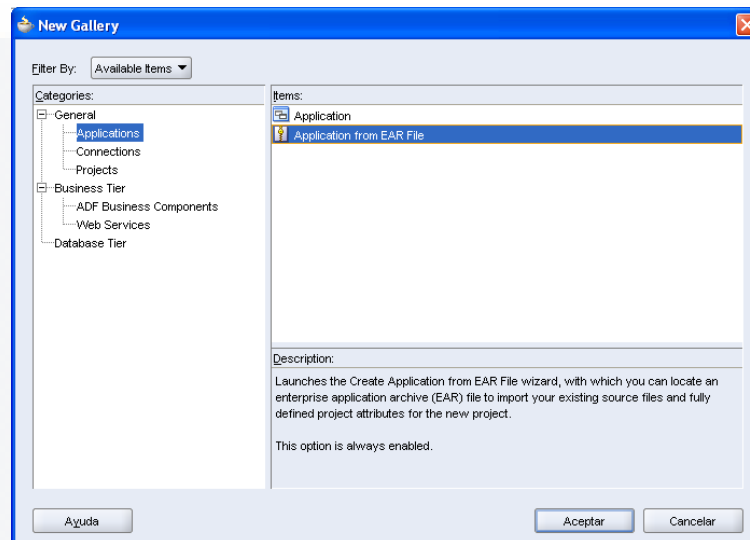 New Gallery
Filter By: Available Items
Categories:
General
Applications
Connections
Projects
Business Tier
ADF Business Components
Web Services
Database Tier
Items:
Application
Application from EAR File
Description:
Launches the Create Application from EAR File wizard, with which you can locate an
enterprise application archive (EAR) file to import your existing source files and fully
defined project attributes for the new project.
This option is always enabled.
Ayuda
Aceptar
Cancelar